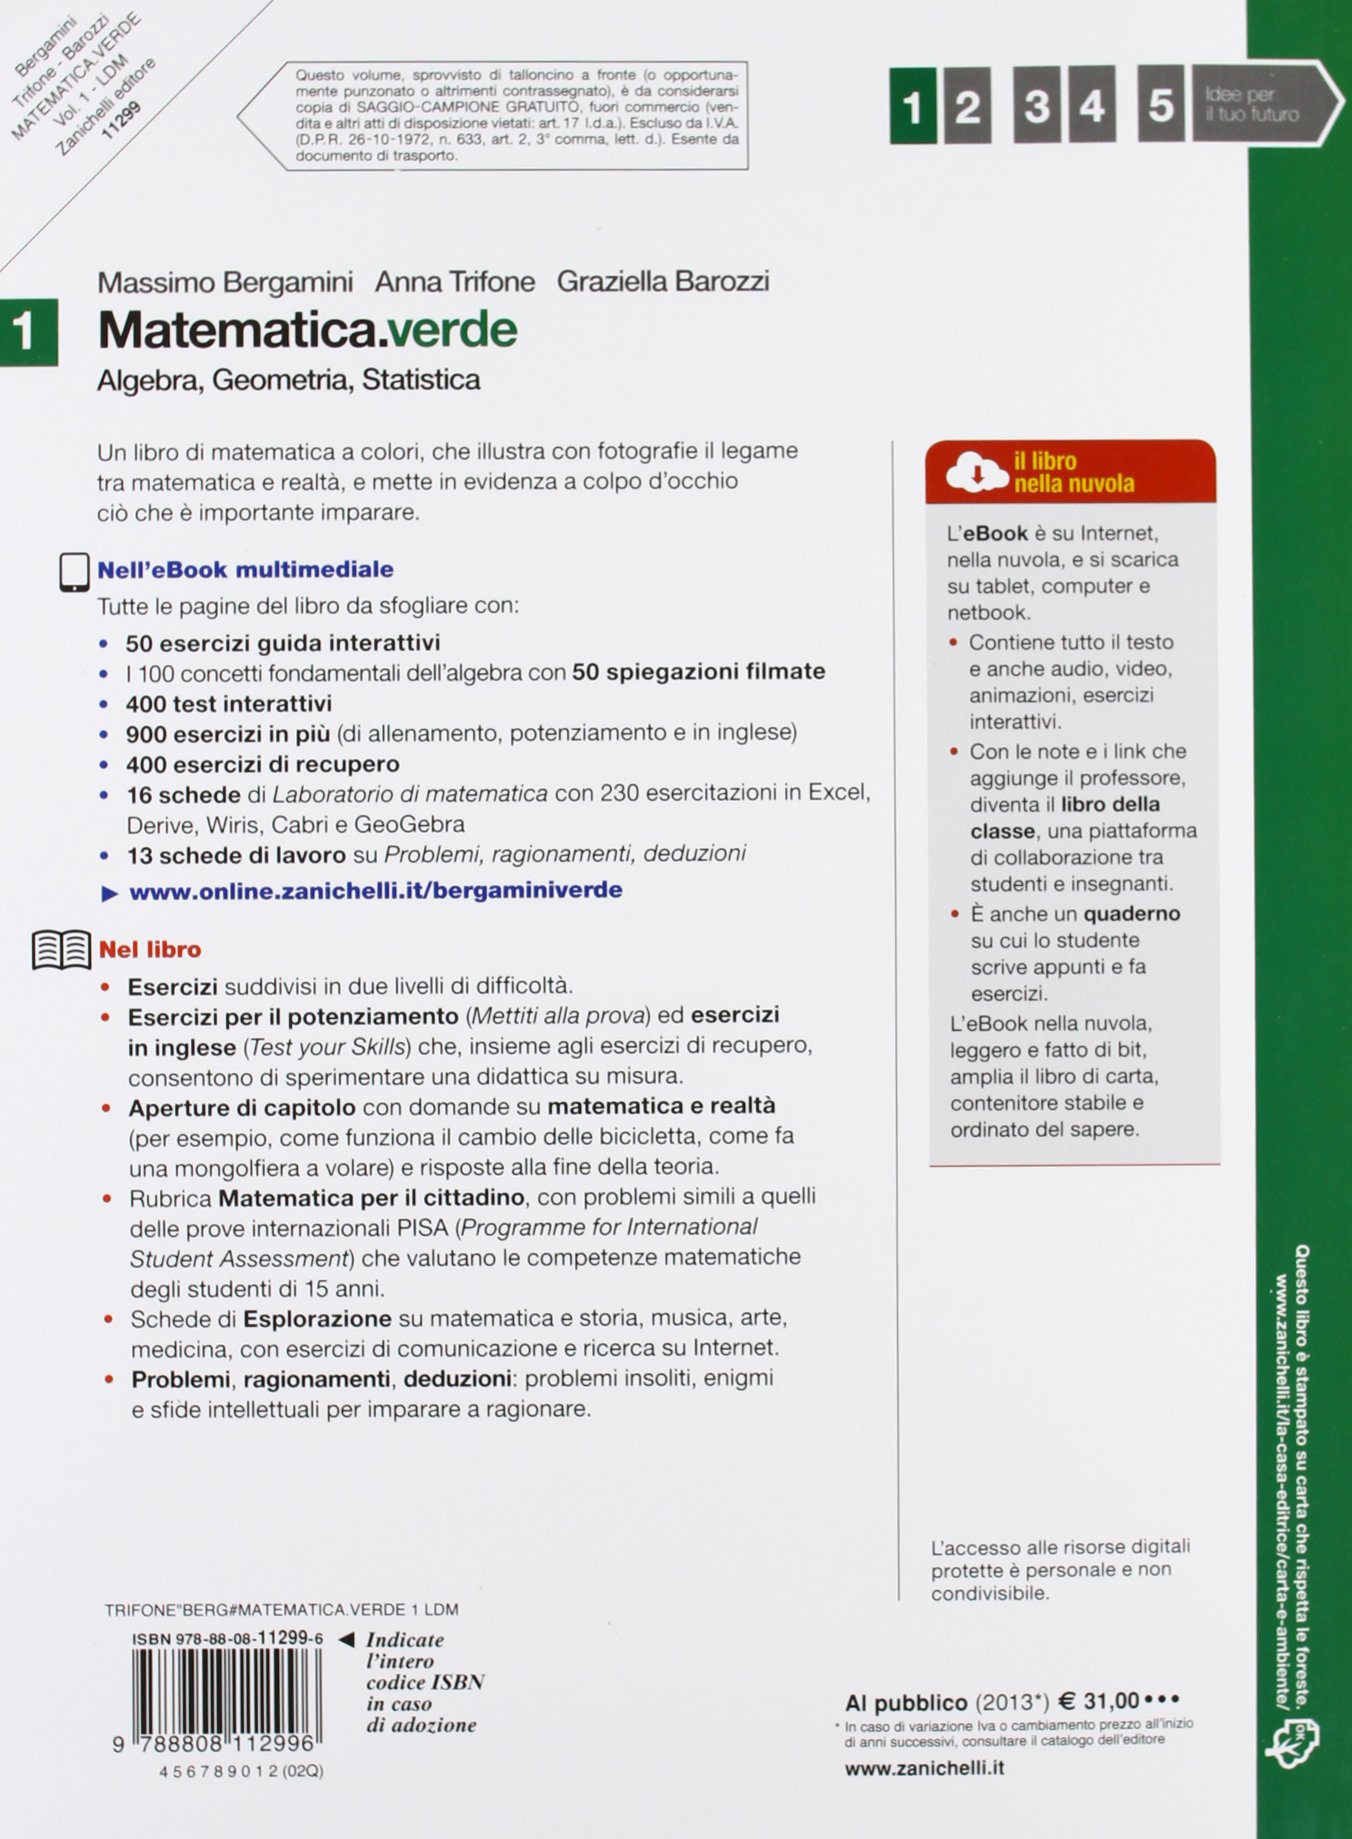 Bergamini
Trifone - Barozzi
MATEMATICA.VERDE
Vol. 1 - LDM
Zanichelli editore
11299
Questo volume, sprovvisto di talloncino a fronte (o opportuna-
mente punzonato o altrimenti contrassegnato), è da considerarsi
copia di SAGGIO-CAMPIONE GRATUITO, fuori commercio (ven-
dita e altri atti di disposizione vietati: art. 17 l.d.a.). Escluso da I.V.A.
(D.P.R. 26-10-1972, n. 633, art. 2, 3° comma, lett. d.). Esente da
documento di trasporto.
1 2 3 4 5
Idee per
il tuo futuro
Massimo Bergamini Anna Trifone Graziella Barozzi
1
Matematica.verde
Algebra, Geometria, Statistica
Un libro di matematica a colori, che illustra con fotografie il legame
tra matematica e realtà, e mette in evidenza a colpo d'occhio
ciò che è importante imparare.
Nell'eBook multimediale
Tutte le pagine del libro da sfogliare con:
• 50 esercizi guida interattivi
• I 100 concetti fondamentali dell'algebra con 50 spiegazioni filmate
• 400 test interattivi
• 900 esercizi in più (di allenamento, potenziamento e in inglese)
• 400 esercizi di recupero
• 16 schede di Laboratorio di matematica con 230 esercitazioni in Excel,
Derive, Wiris, Cabri e GeoGebra
• 13 schede di lavoro su Problemi, ragionamenti, deduzioni
► www.online.zanichelli.it/bergaminiverde
Nel libro
• Esercizi suddivisi in due livelli di difficoltà.
• Esercizi per il potenziamento (Mettiti alla prova) ed esercizi
in inglese (Test your Skills) che, insieme agli esercizi di recupero,
consentono di sperimentare una didattica su misura.
• Aperture di capitolo con domande su matematica e realtà
(per esempio, come funziona il cambio delle bicicletta, come fa
una mongolfiera a volare) e risposte alla fine della teoria.
• Rubrica Matematica per il cittadino, con problemi simili a quelli
delle prove internazionali PISA (Programme for International
Student Assessment) che valutano le competenze matematiche
degli studenti di 15 anni.
• Schede di Esplorazione su matematica e storia, musica, arte,
medicina, con esercizi di comunicazione e ricerca su Internet.
• Problemi, ragionamenti, deduzioni: problemi insoliti, enigmi
e sfide intellettuali per imparare a ragionare.
il libro
nella nuvola
L'eBook è su Internet,
nella nuvola, e si scarica
su tablet, computer e
netbook.
• Contiene tutto il testo
e anche audio, video,
animazioni, esercizi
interattivi.
• Con le note e i link che
aggiunge il professore,
diventa il libro della
classe, una piattaforma
di collaborazione tra
studenti e insegnanti.
• È anche un quaderno
su cui lo studente
scrive appunti e fa
esercizi.
L'eBook nella nuvola,
leggero e fatto di bit,
amplia il libro di carta,
contenitore stabile e
ordinato del sapere.
L'accesso alle risorse digitali
protette è personale e non
condivisibile.
TRIFONE"BERG#MATEMATICA.VERDE 1 LDM
ISBN 978-88-08-11299-6
◄ Indicate
l'intero
codice ISBN
in caso
di adozione
9 788808 112996
4 5 6 7 8 9 0 1 2 (02Q)
Al pubblico (2013*) € 31,00•••
* In caso di variazione Iva o cambiamento prezzo all'inizio
di anni successivi, consultare il catalogo dell'editore
www.zanichelli.it
Questo libro è stampato su carta che rispetta le foreste.
www.zanichelli.it/la-casa-editrice/carta-e-ambiente/
OK